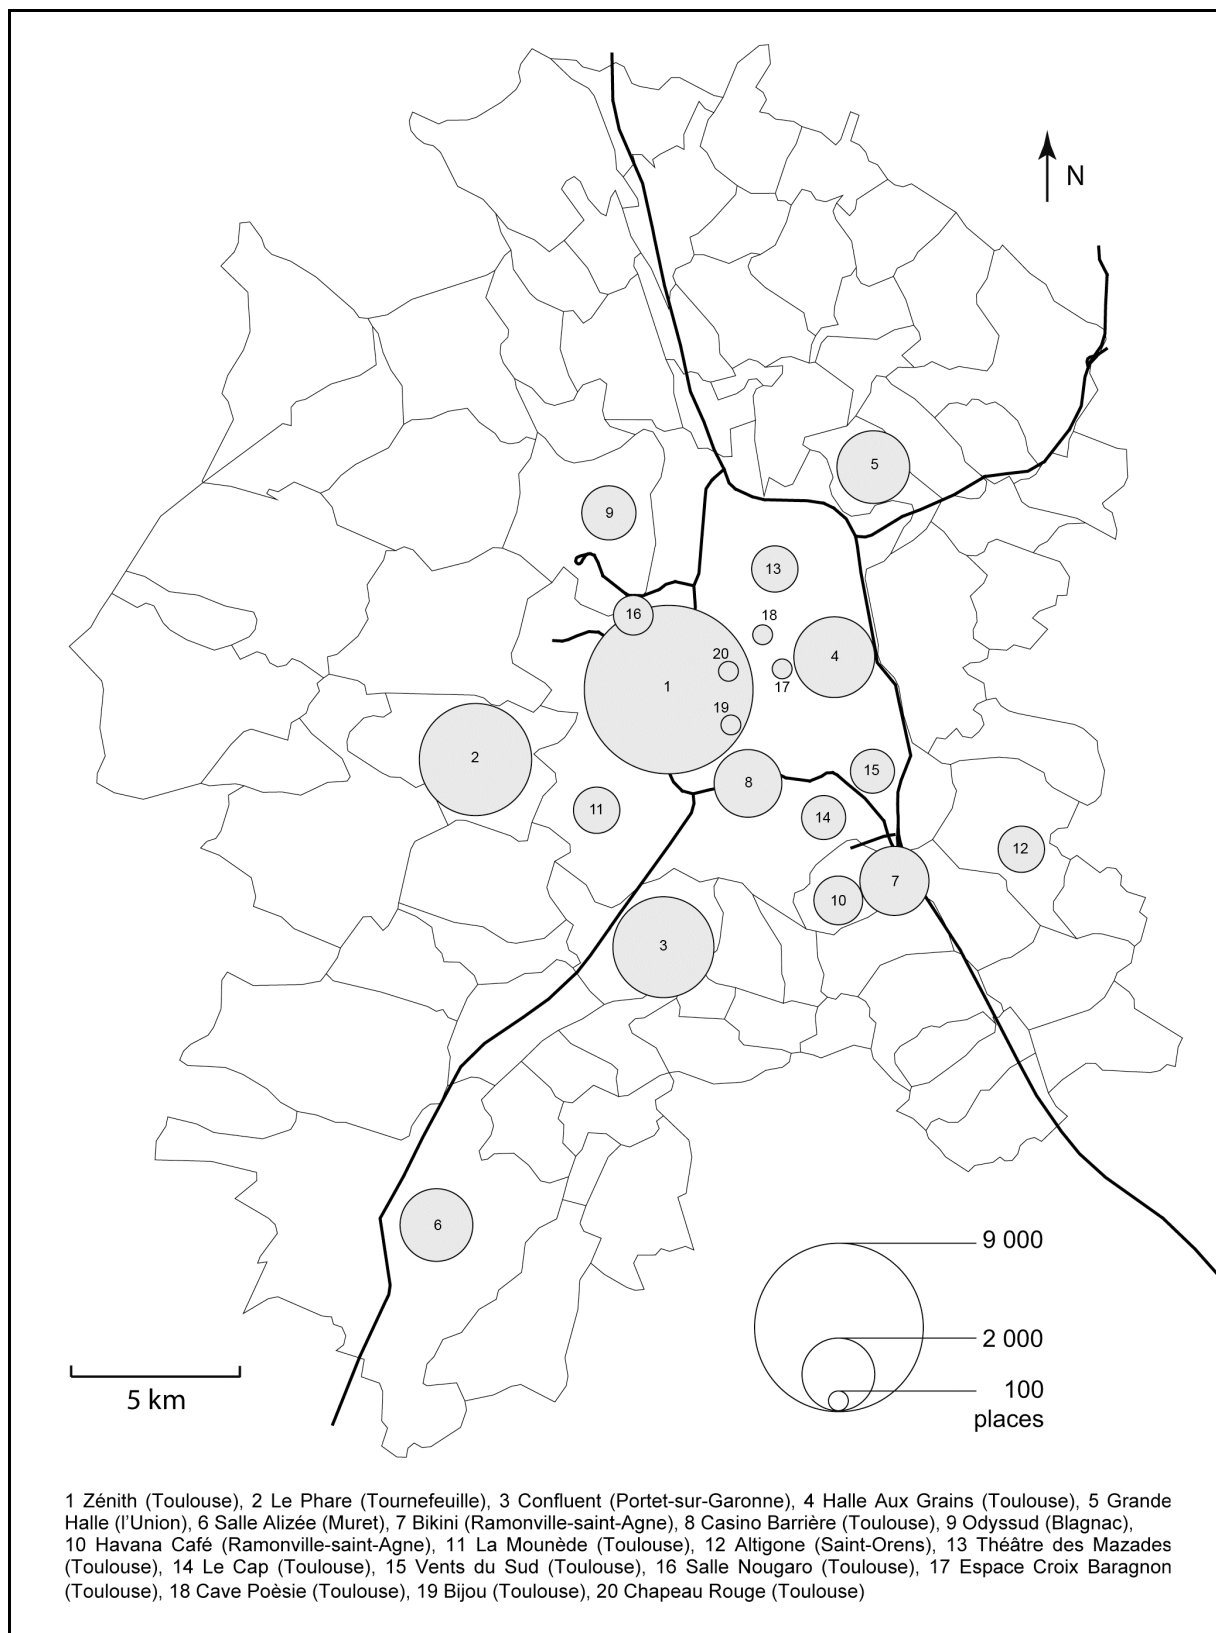 N
5
9
13
16
18
4
20
17
1
19
2
15
8
11
14
12
7
10
3
6
9 000
2 000
100
places
5 km
1 Zénith (Toulouse), 2 Le Phare (Tournefeuille), 3 Confluent (Portet-sur-Garonne), 4 Halle Aux Grains (Toulouse), 5 Grande
Halle (l'Union), 6 Salle Alizée (Muret), 7 Bikini (Ramonville-saint-Agne), 8 Casino Barrière (Toulouse), 9 Odyssud (Blagnac),
10 Havana Café (Ramonville-saint-Agne), 11 La Mounède (Toulouse), 12 Altigone (Saint-Orens), 13 Théâtre des Mazades
(Toulouse), 14 Le Cap (Toulouse), 15 Vents du Sud (Toulouse), 16 Salle Nougaro (Toulouse), 17 Espace Croix Baragnon
(Toulouse), 18 Cave Poèsie (Toulouse), 19 Bijou (Toulouse), 20 Chapeau Rouge (Toulouse)